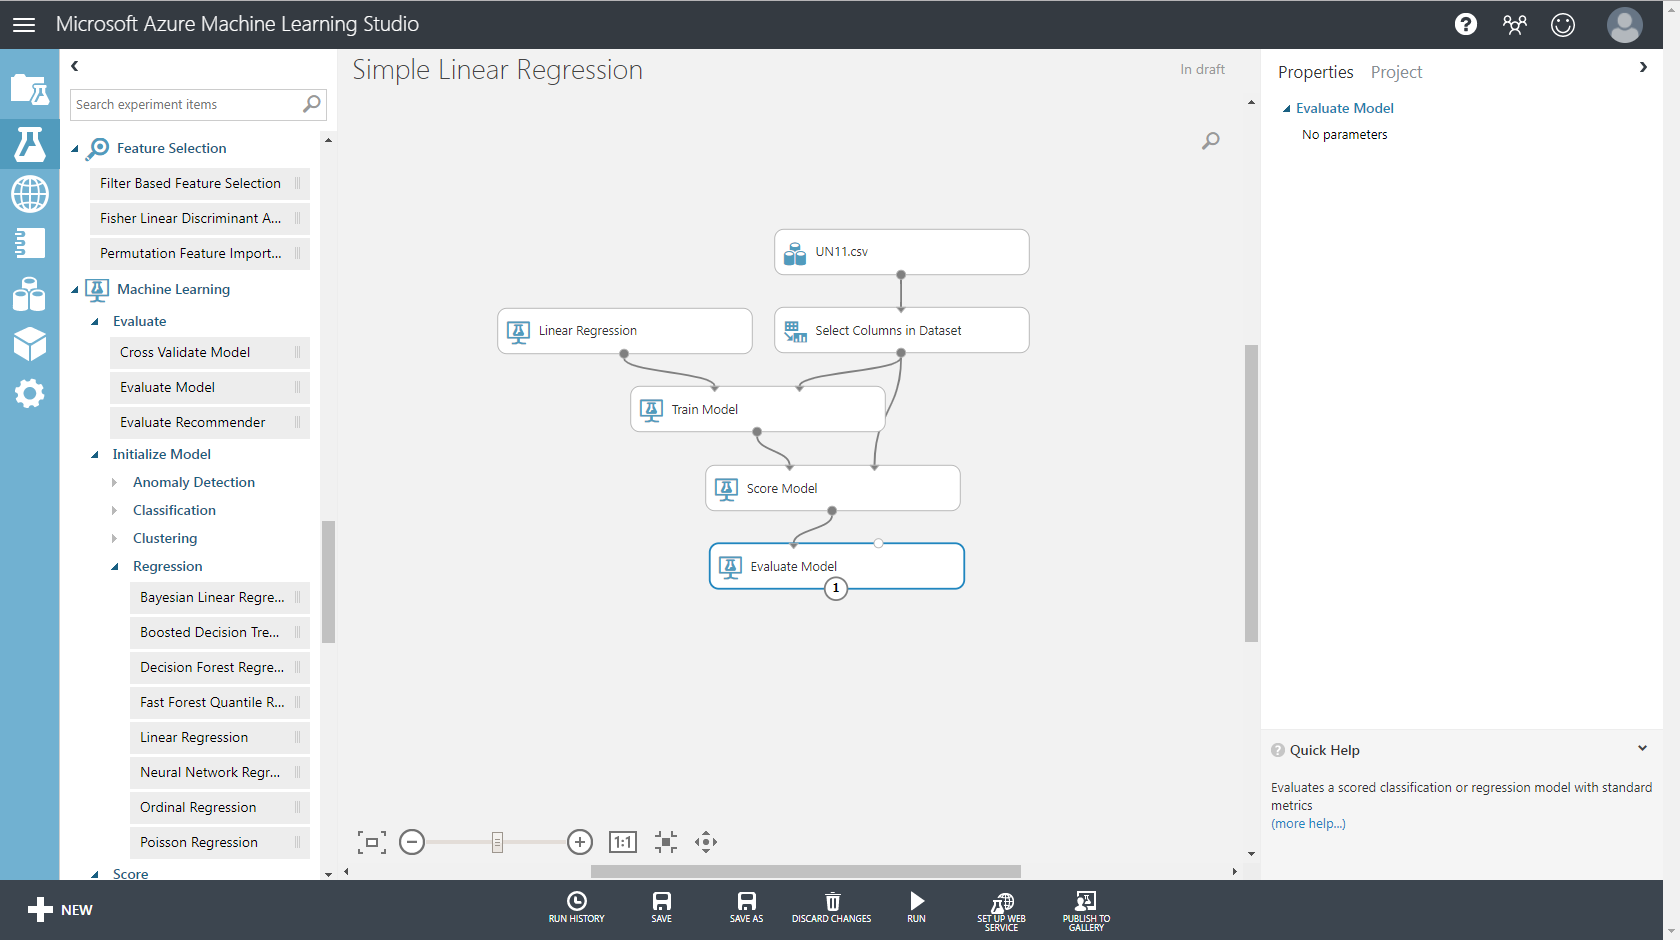 Microsoft Azure Machine Learning Studio
?
Search experiment items
Feature Selection
Filter Based Feature Selection
Fisher Linear Discriminant A...
Permutation Feature Import...
Machine Learning
Evaluate
Cross Validate Model
Evaluate Model
Evaluate Recommender
Initialize Model
Anomaly Detection
Classification
Clustering
Regression
Bayesian Linear Regre...
Boosted Decision Tre...
Decision Forest Regre...
Fast Forest Quantile R...
Linear Regression
Neural Network Regr...
Ordinal Regression
Poisson Regression
Score
Simple Linear Regression
In draft
UN11.csv
Linear Regression
Select Columns in Dataset
Train Model
Score Model
Evaluate Model
1
1:1
Properties Project
Evaluate Model
No parameters
? Quick Help
Evaluates a scored classification or regression model with standard
metrics
(more help...)
NEW
RUN HISTORY
SAVE
SAVE AS
DISCARD CHANGES
RUN
SET UP WEB
SERVICE
PUBLISH TO
GALLERY